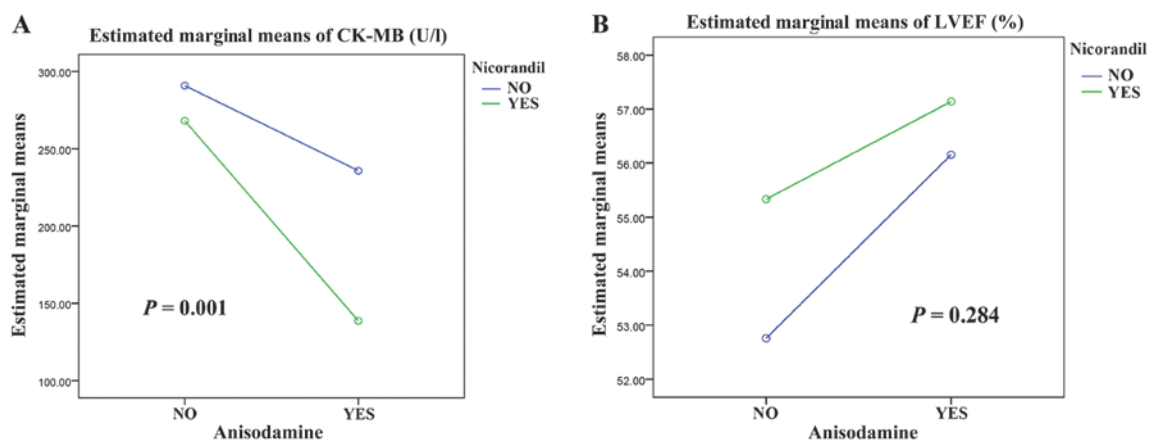 A
Estimated marginal means of CK-MB (U/l)
Nicorandil
NO
YES
Estimated marginal means
300.00
250.00
200.00
150.00
100.00
P = 0.001
NO
YES
Anisodamine
B
Estimated marginal means of LVEF (%)
Nicorandil
NO
YES
Estimated marginal means
58.00
57.00
56.00
55.00
54.00
53.00
52.00
P = 0.284
NO
YES
Anisodamine